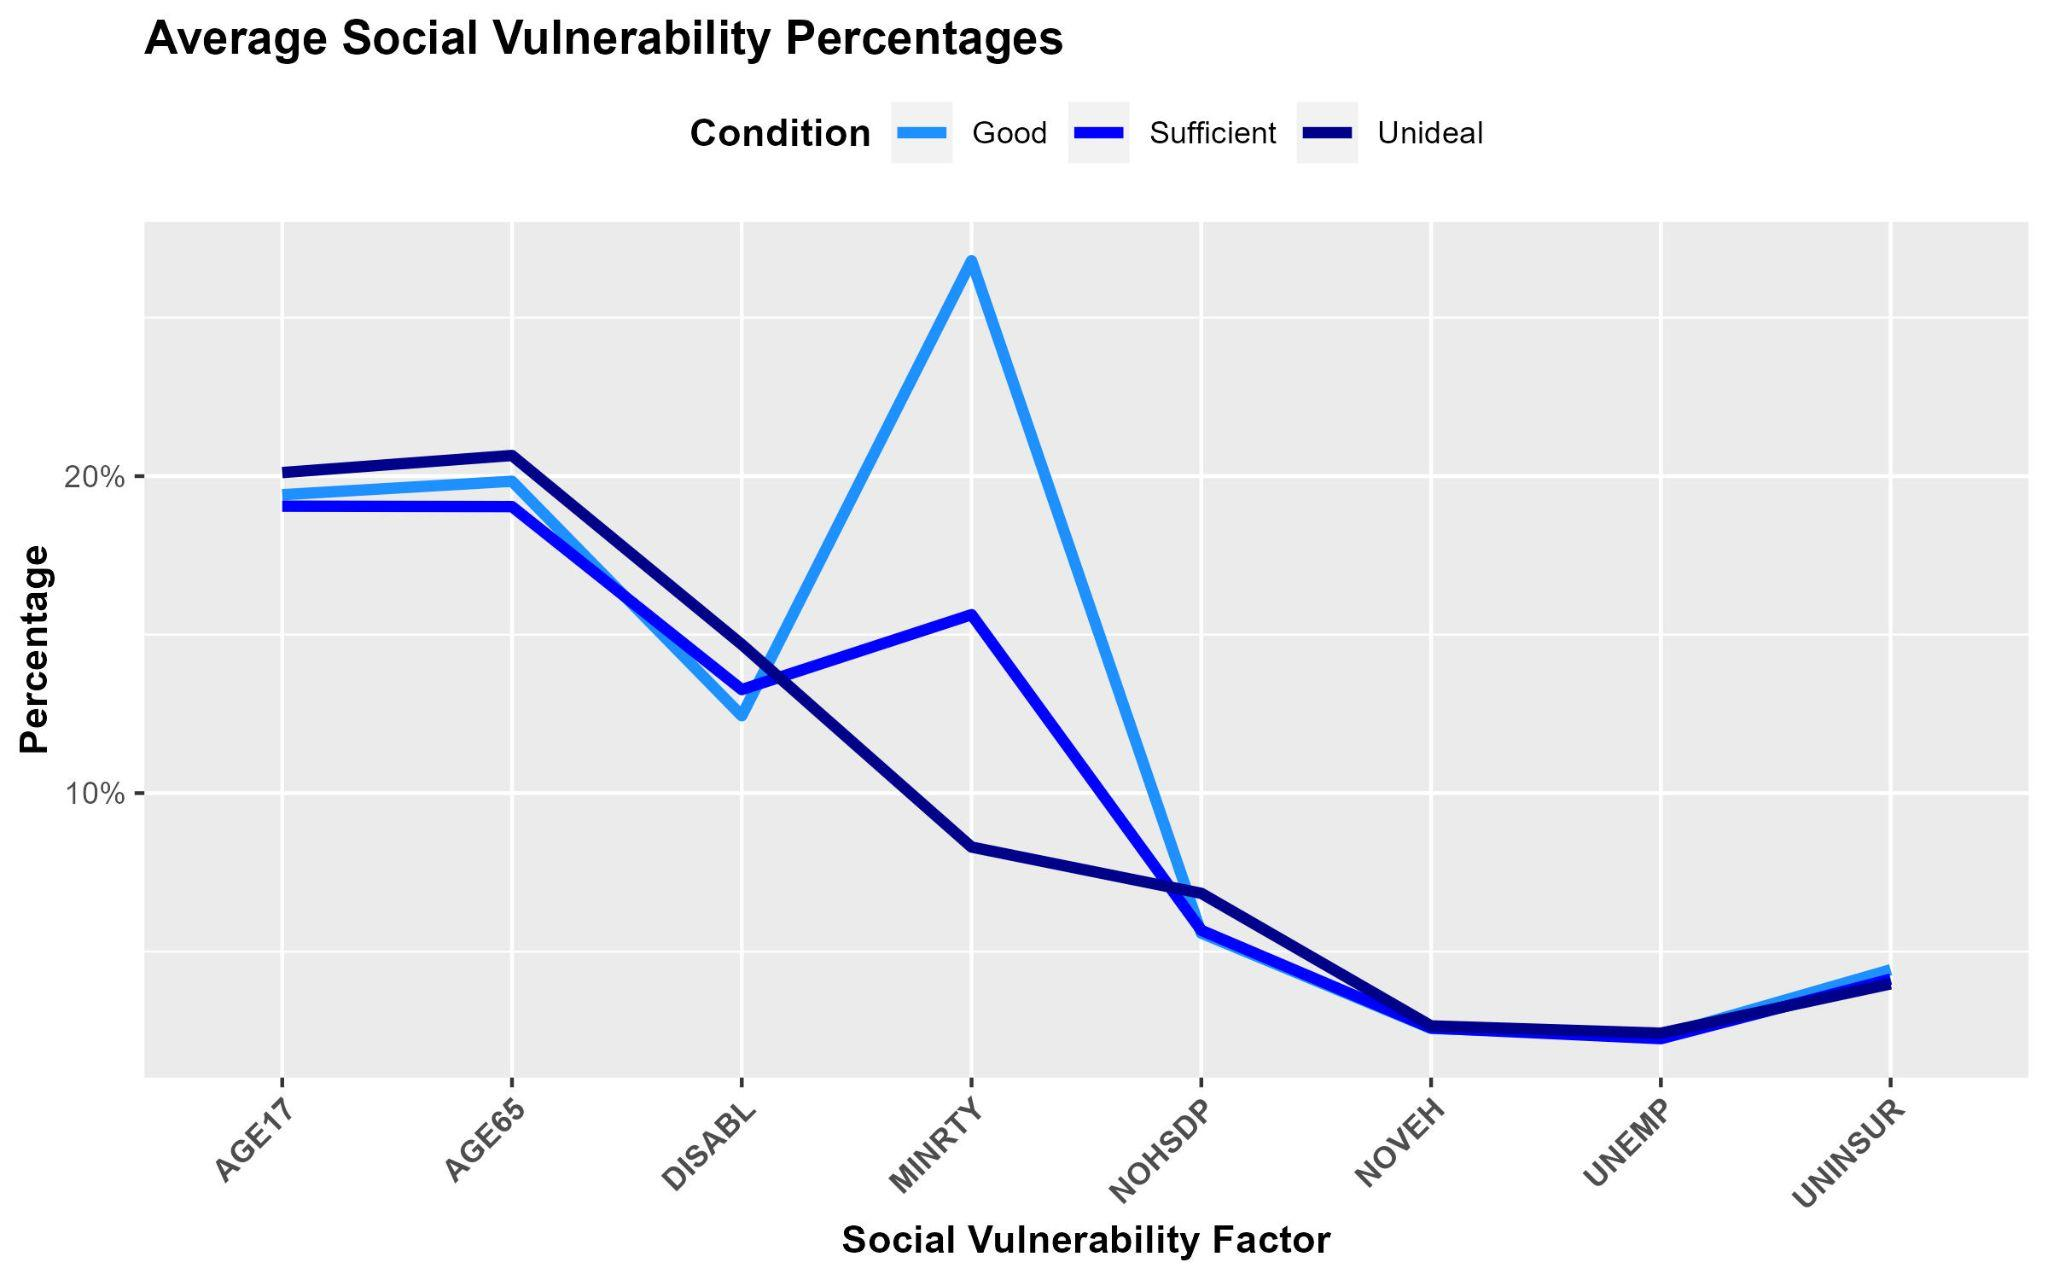 Average Social Vulnerability Percentages
Condition Good Sufficient Unideal
Percentage
20%
10%
AGE17 AGE65 DISABL MINRTY NOHSDP NOVEH UNEMP UNINSUR
Social Vulnerability Factor